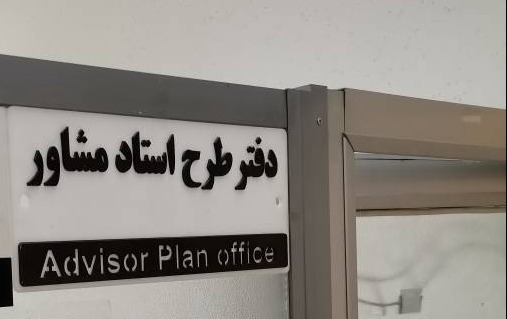 دفتر طرح استاد مشاور
Advisor Plan office